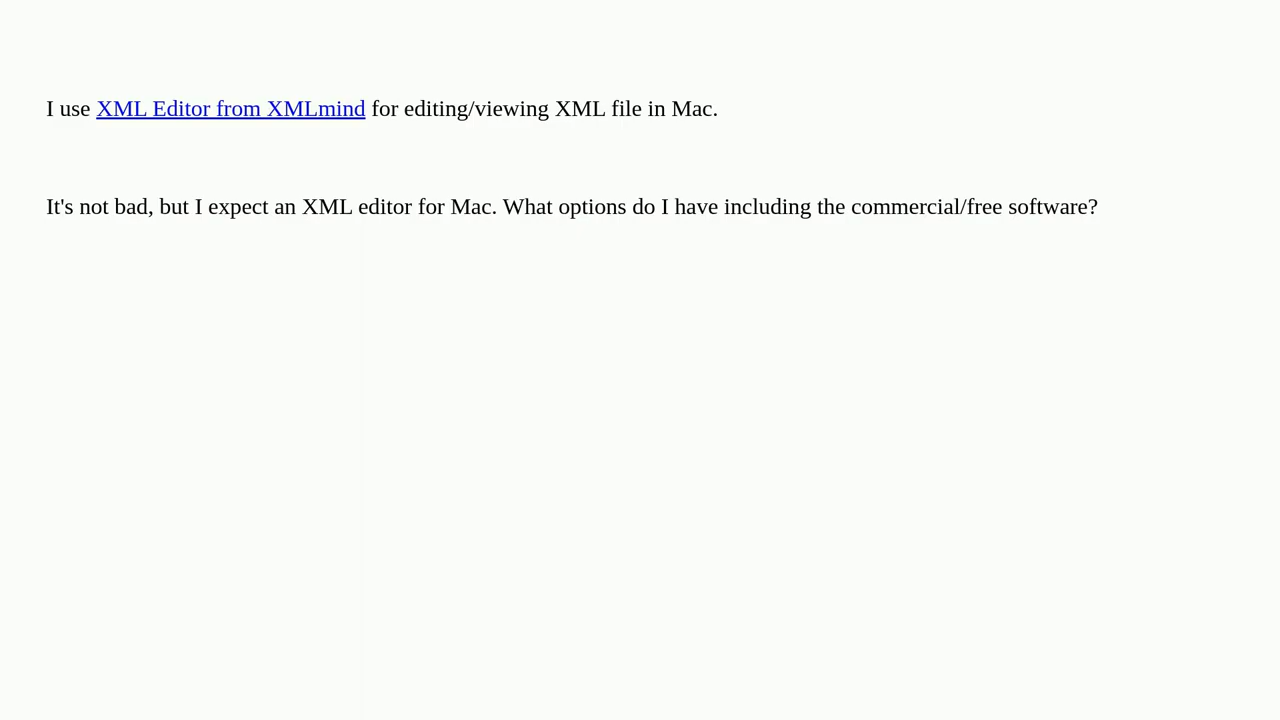 I use XML Editor from XMLmind for editing/viewing XML file in Mac.
It's not bad, but I expect an XML editor for Mac. What options do I have including the commercial/free software?